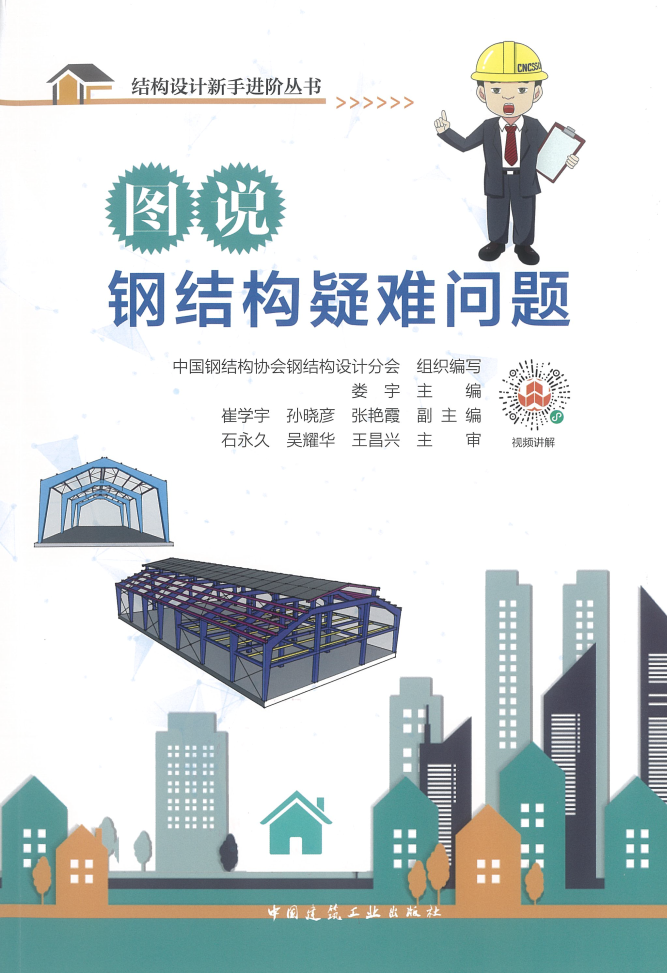 结构设计新手进阶丛书
CNCSSC
图说
钢结构疑难问题
中国钢结构协会钢结构设计分会 组织编写
娄宇 主编
崔学宇 孙晓彦 张艳霞 副主编
石永久 吴耀华 王昌兴 主审
视频讲解
中国建筑工业出版社